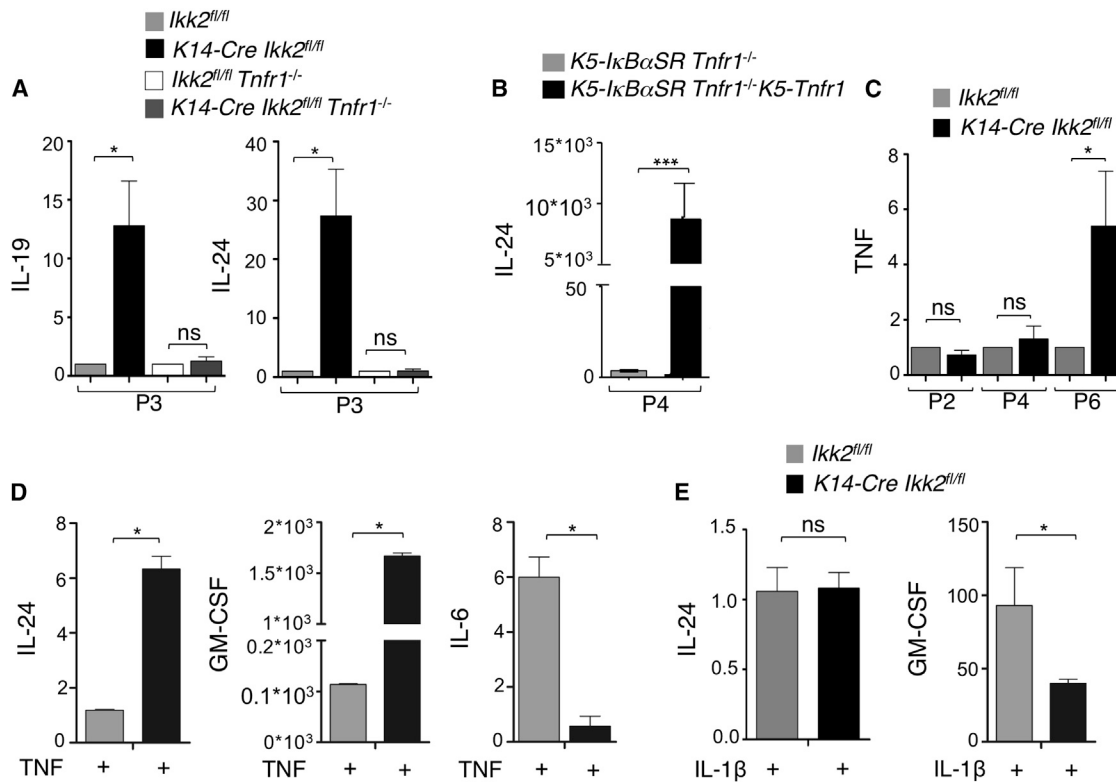 Ikk2fl/fl
K14-Cre Ikk2fl/fl
Ikk2fl/fl Tnfr1-/-
K14-Cre Ikk2fl/fl Tnfr1-/-
A
IL-19
20
15
10
5
0
*
ns
P3
IL-24
40
30
20
10
0
*
ns
P3
K5-IκBαSR Tnfr1-/-
K5-IκBαSR Tnfr1-/-K5-Tnfr1
B
IL-24
15*10³
10*10³
5*10³
50
0
***
P4
C
Ikk2fl/fl
K14-Cre Ikk2fl/fl
TNF
8
6
4
2
0
ns
ns
*
P2 P4 P6
D
IL-24
8
6
4
2
0
*
TNF + +
GM-CSF
2*10³
1.5*10³
1*10³
0.2*10³
0.1*10³
0*10³
*
TNF + +
IL-6
8
6
4
2
0
*
TNF + +
Ikk2fl/fl
K14-Cre Ikk2fl/fl
E
IL-24
1.5
1.0
0.5
0.0
ns
IL-1β + +
GM-CSF
150
100
50
0
*
IL-1β + +